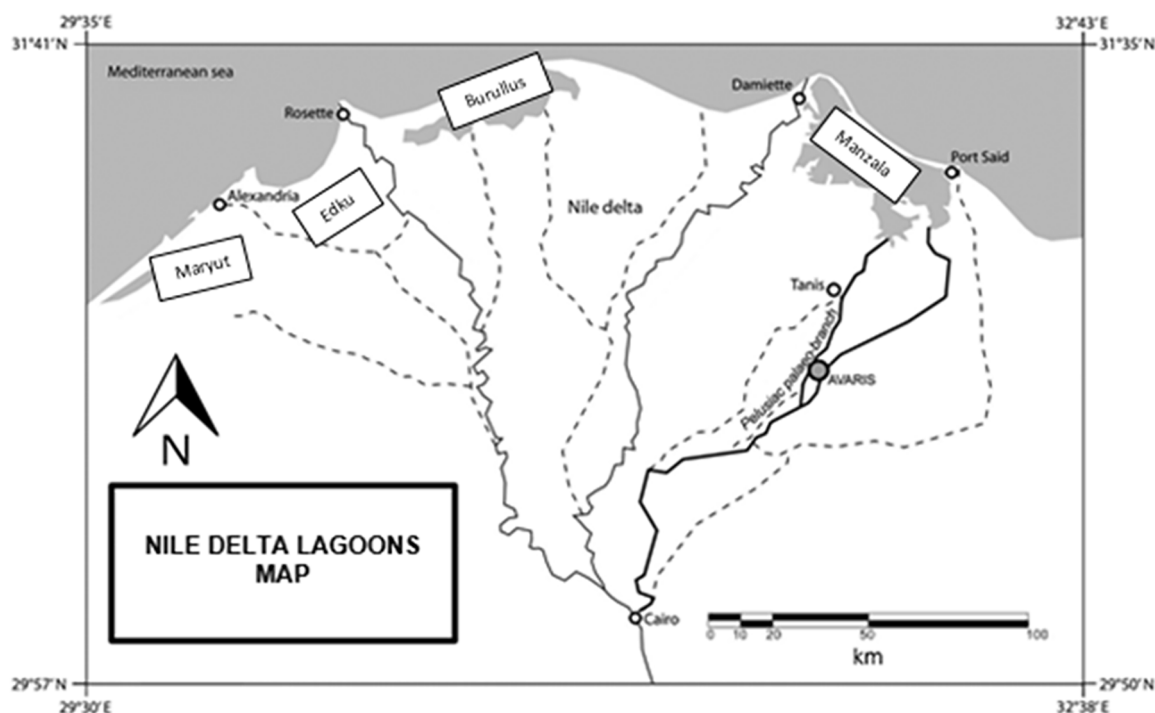 29°35′E
32°43′E
31°41′N
31°35′N
Mediterranean sea
Burullus
Damiette
Rosette
Manzala
Port Said
Alexandria
Edku
Nile delta
Maryut
Tanis
Pelusiac palaeo-branch
AVARIS
N
NILE DELTA LAGOONS
MAP
Cairo
0 10 20 50 100
km
29°57′N
29°50′N
29°30′E
32°38′E